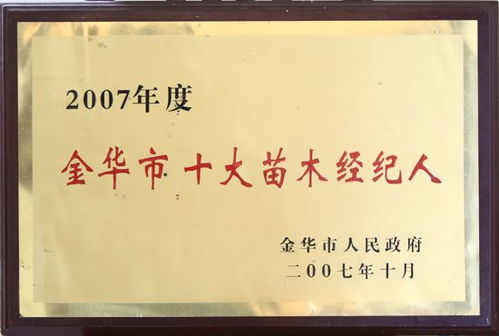 2007年度
金华市十大苗木经纪人
金华市人民政府
二00七年十月